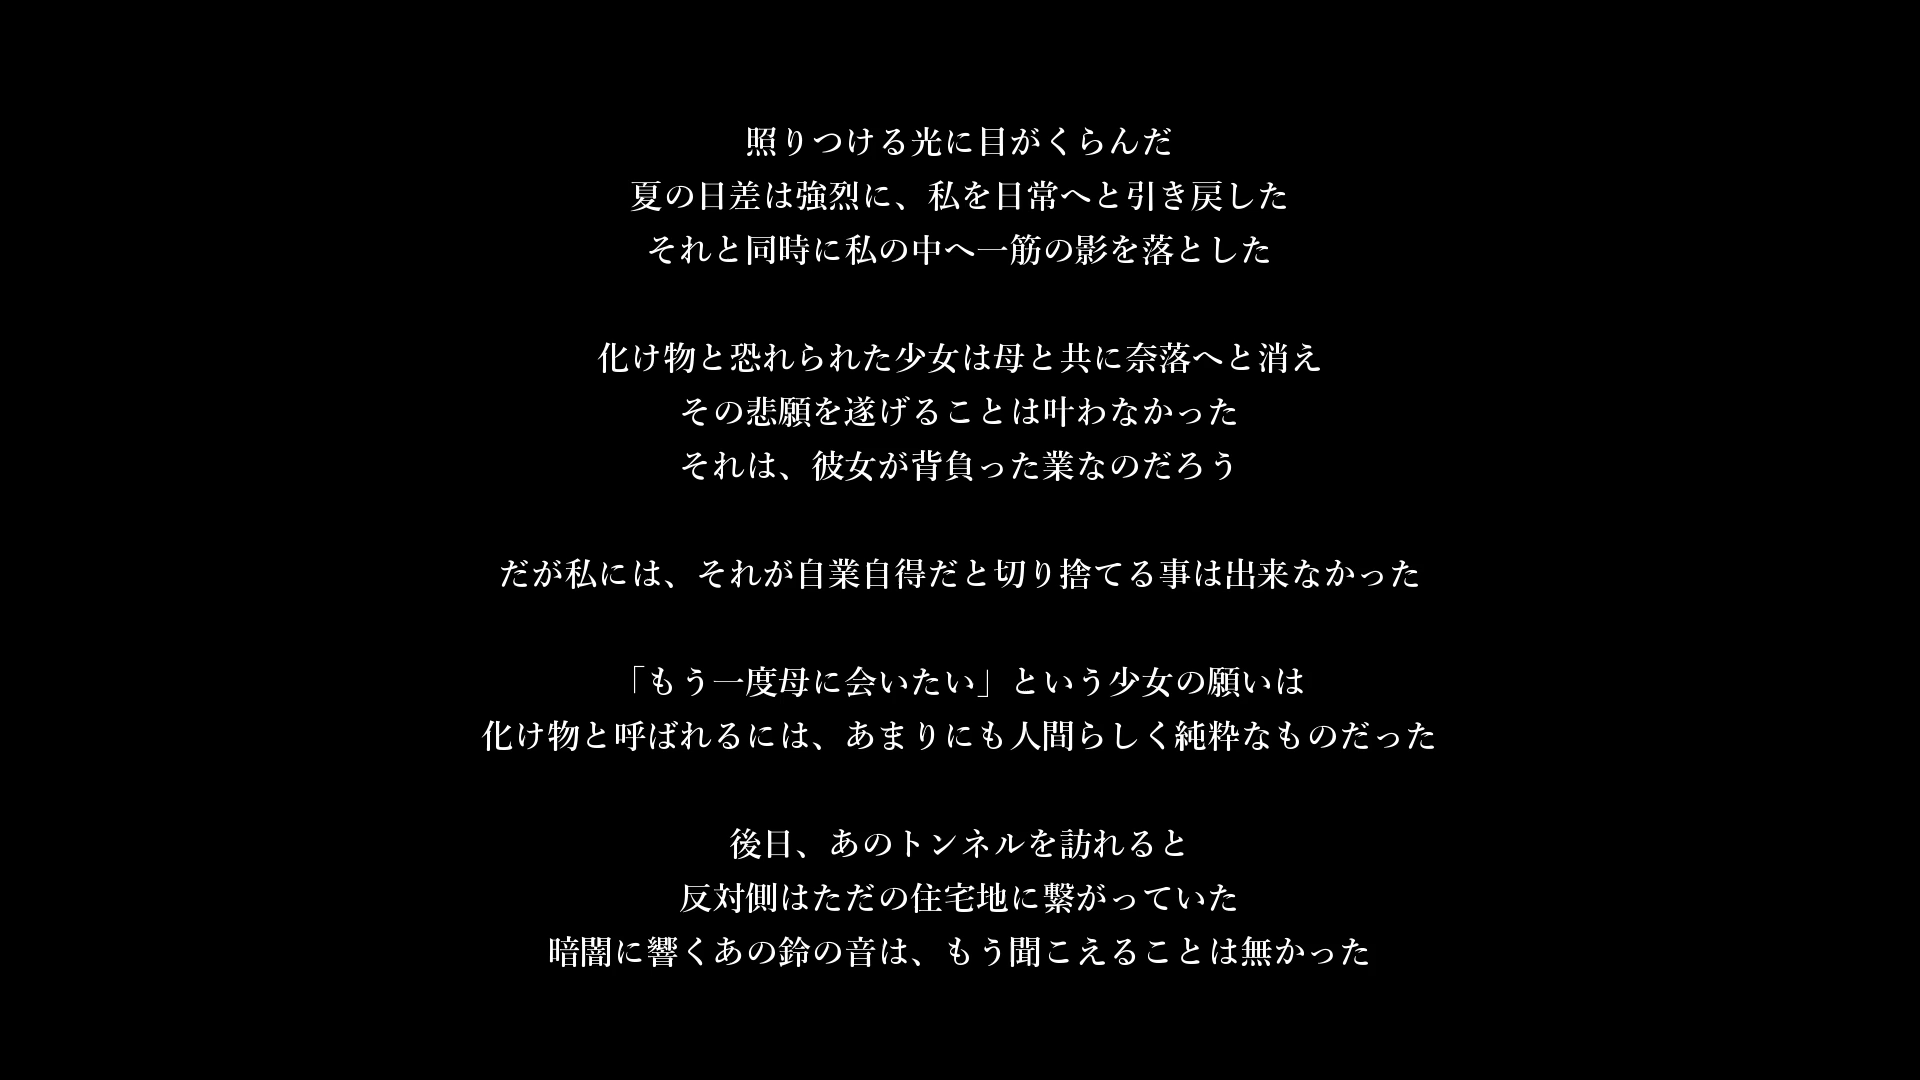 照りつける光に目がくらんだ
夏の日差は強烈に、私を日常へと引き戻した
それと同時に私の中へ一筋の影を落とした
化け物と恐れられた少女は母と共に奈落へと消え
その悲願を遂げることは叶わなかった
それは、彼女が背負った業なのだろう
だが私には、それが自業自得だと切り捨てる事は出来なかった
「もう一度母に会いたい」という少女の願いは
化け物と呼ばれるには、あまりにも人間らしく純粋なものだった
後日、あのトンネルを訪れると
反対側はただの住宅地に繋がっていた
暗闇に響くあの鈴の音は、もう聞こえることは無かった